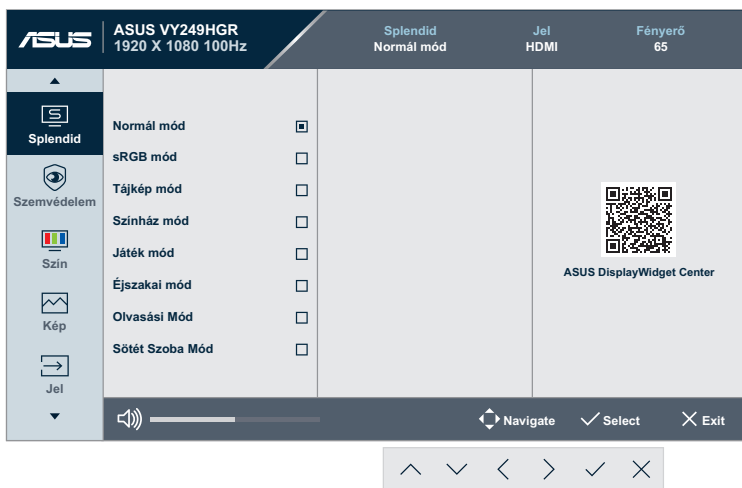 ASUS
ASUS VY249HGR
1920 X 1080 100Hz
Splendid
Normál mód
Jel
HDMI
Fényerő
65
Splendid
Szemvédelem
Szín
Kép
Jel
Normál mód
sRGB mód
Tájkép mód
Színház mód
Játék mód
Éjszakai mód
Olvasási Mód
Sötét Szoba Mód
ASUS DisplayWidget Center
Navigate
Select
Exit